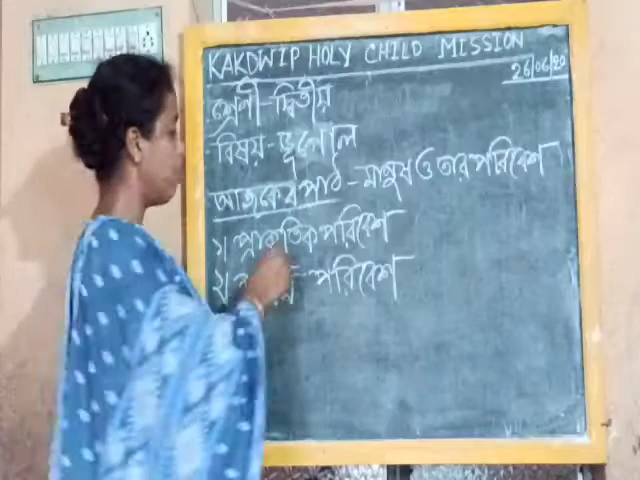 KAKDWIP HOLY CHILD MISSION
26/06/20
শ্রেণী - দ্বিতীয়
বিষয় - ভূগোল
আজকের পাঠ - মানুষ ও তার পরিবেশ
১) প্রাকৃতিক পরিবেশ
২) পরিবেশ